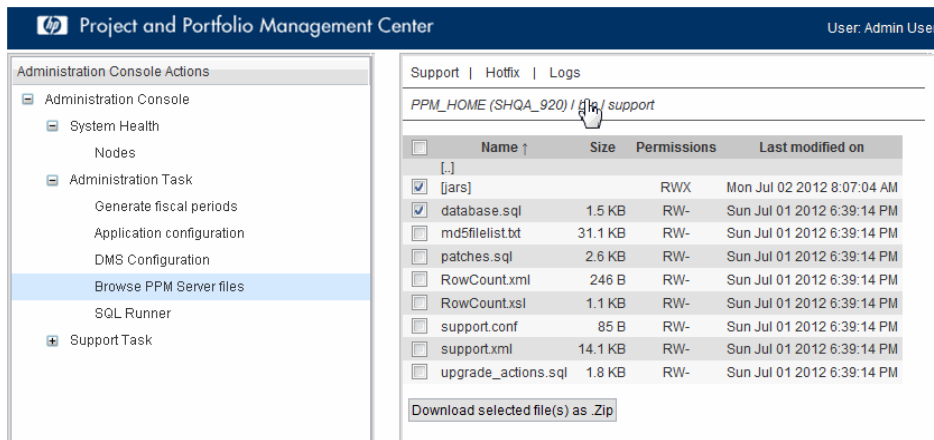 hp Project and Portfolio Management Center
User: Admin Use
Administration Console Actions
Administration Console
System Health
Nodes
Administration Task
Generate fiscal periods
Application configuration
DMS Configuration
Browse PPM Server files
SQL Runner
Support Task
Support | Hotfix | Logs
PPM_HOME (SHQA_920) / / support
Name ↑ Size Permissions Last modified on
[..]
[jars] RWX Mon Jul 02 2012 8:07:04 AM
database.sql 1.5 KB RW- Sun Jul 01 2012 6:39:14 PM
md5filelist.txt 31.1 KB RW- Sun Jul 01 2012 6:39:14 PM
patches.sql 2.6 KB RW- Sun Jul 01 2012 6:39:14 PM
RowCount.xml 246 B RW- Sun Jul 01 2012 6:39:14 PM
RowCount.xsl 1.1 KB RW- Sun Jul 01 2012 6:39:14 PM
support.conf 85 B RW- Sun Jul 01 2012 6:39:14 PM
support.xml 14.1 KB RW- Sun Jul 01 2012 6:39:14 PM
upgrade_actions.sql 1.8 KB RW- Sun Jul 01 2012 6:39:14 PM
Download selected file(s) as .Zip